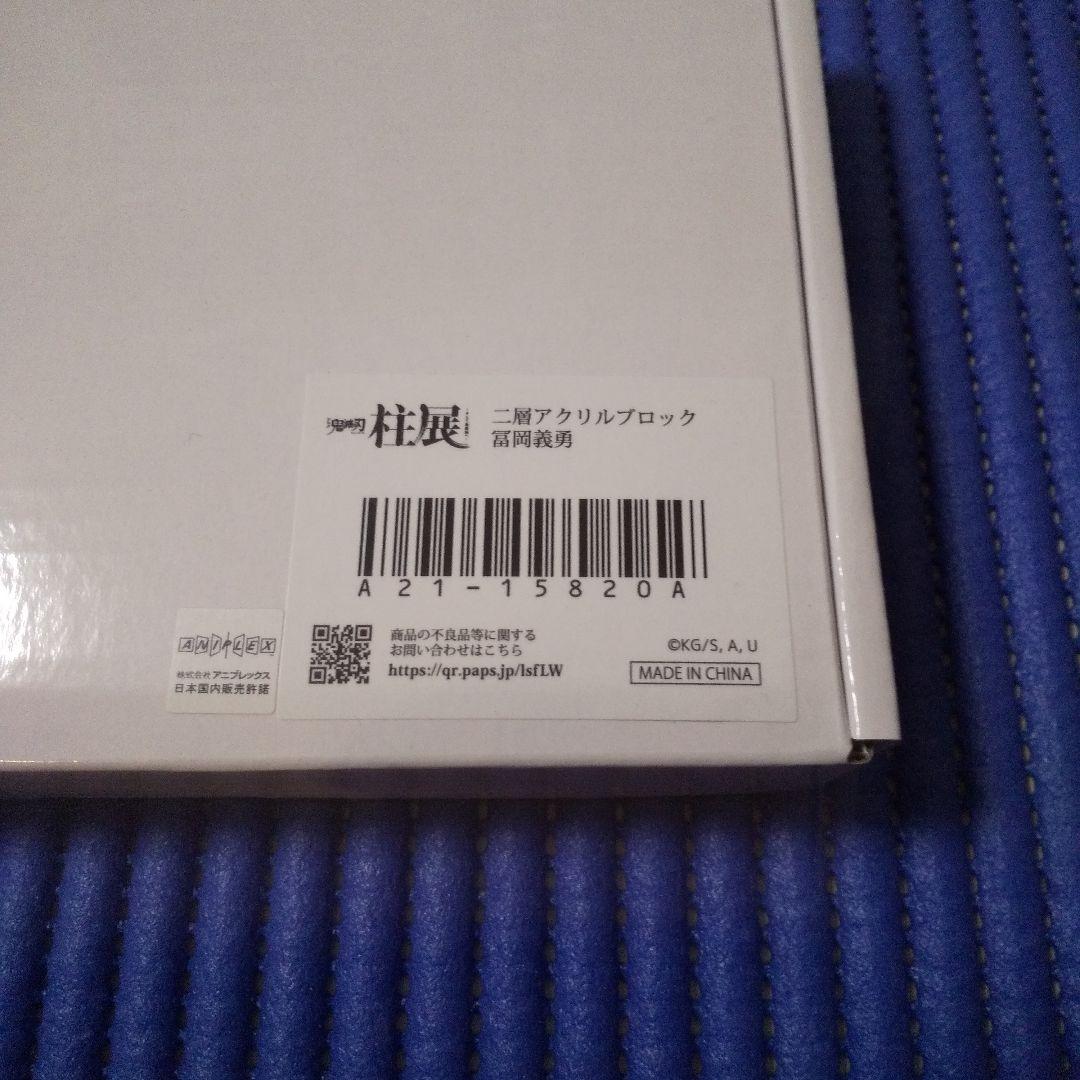 鬼滅刃 柱展
二層アクリルブロック
冨岡義勇
A21-15820A
商品の不良品等に関する
お問い合わせはこちら
https://qr.paps.jp/lsfLW
©KG/S, A, U
MADE IN CHINA
ANIPLEX
株式会社アニプレックス
日本国内販売許諾